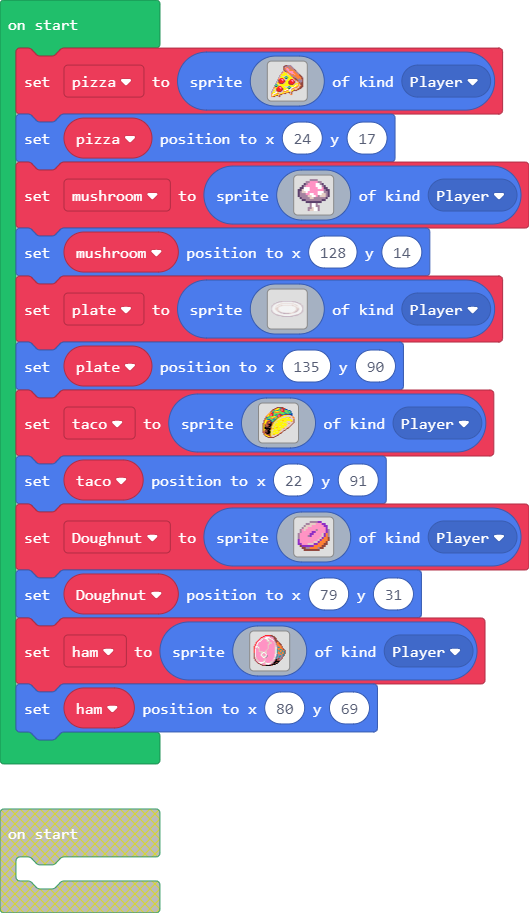 on start
set pizza to sprite of kind Player
set pizza position to x 24 y 17
set mushroom to sprite of kind Player
set mushroom position to x 128 y 14
set plate to sprite of kind Player
set plate position to x 135 y 90
set taco to sprite of kind Player
set taco position to x 22 y 91
set Doughnut to sprite of kind Player
set Doughnut position to x 79 y 31
set ham to sprite of kind Player
set ham position to x 80 y 69
on start